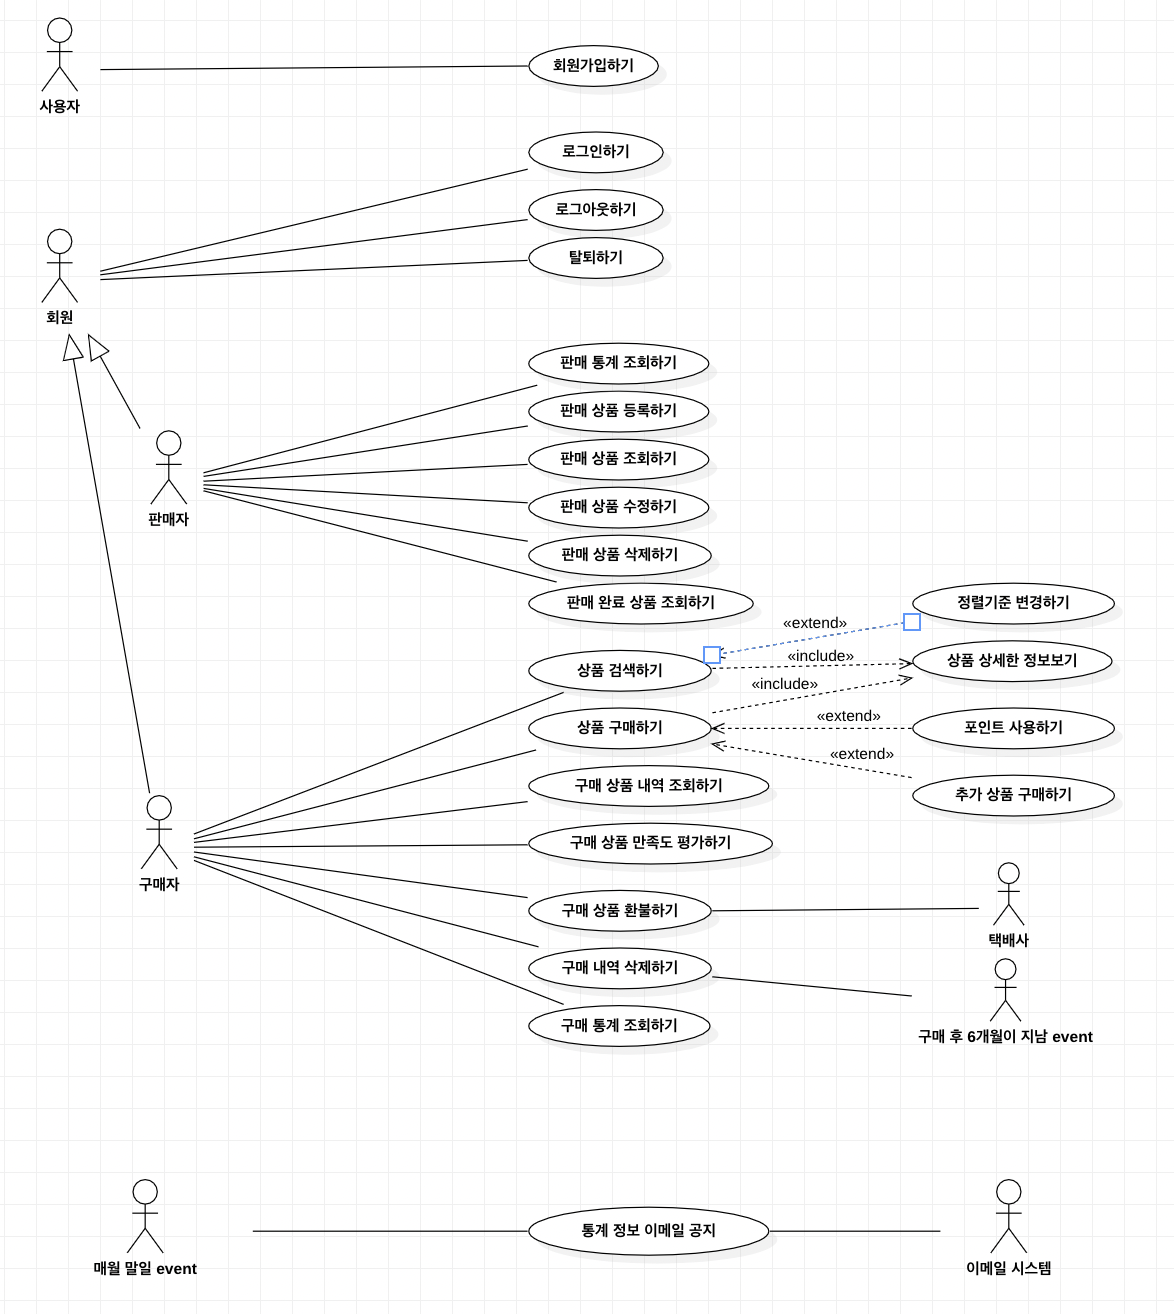 회원가입하기
사용자
로그인하기
로그아웃하기
탈퇴하기
회원
판매 통계 조회하기
판매 상품 등록하기
판매 상품 조회하기
판매 상품 수정하기
판매자
판매 상품 삭제하기
판매 완료 상품 조회하기
정렬기준 변경하기
«extend»
«include»
상품 상세한 정보보기
상품 검색하기
«include»
«extend»
상품 구매하기
포인트 사용하기
«extend»
구매 상품 내역 조회하기
추가 상품 구매하기
구매 상품 만족도 평가하기
구매자
구매 상품 환불하기
택배사
구매 내역 삭제하기
구매 통계 조회하기
구매 후 6개월이 지남 event
통계 정보 이메일 공지
매월 말일 event
이메일 시스템